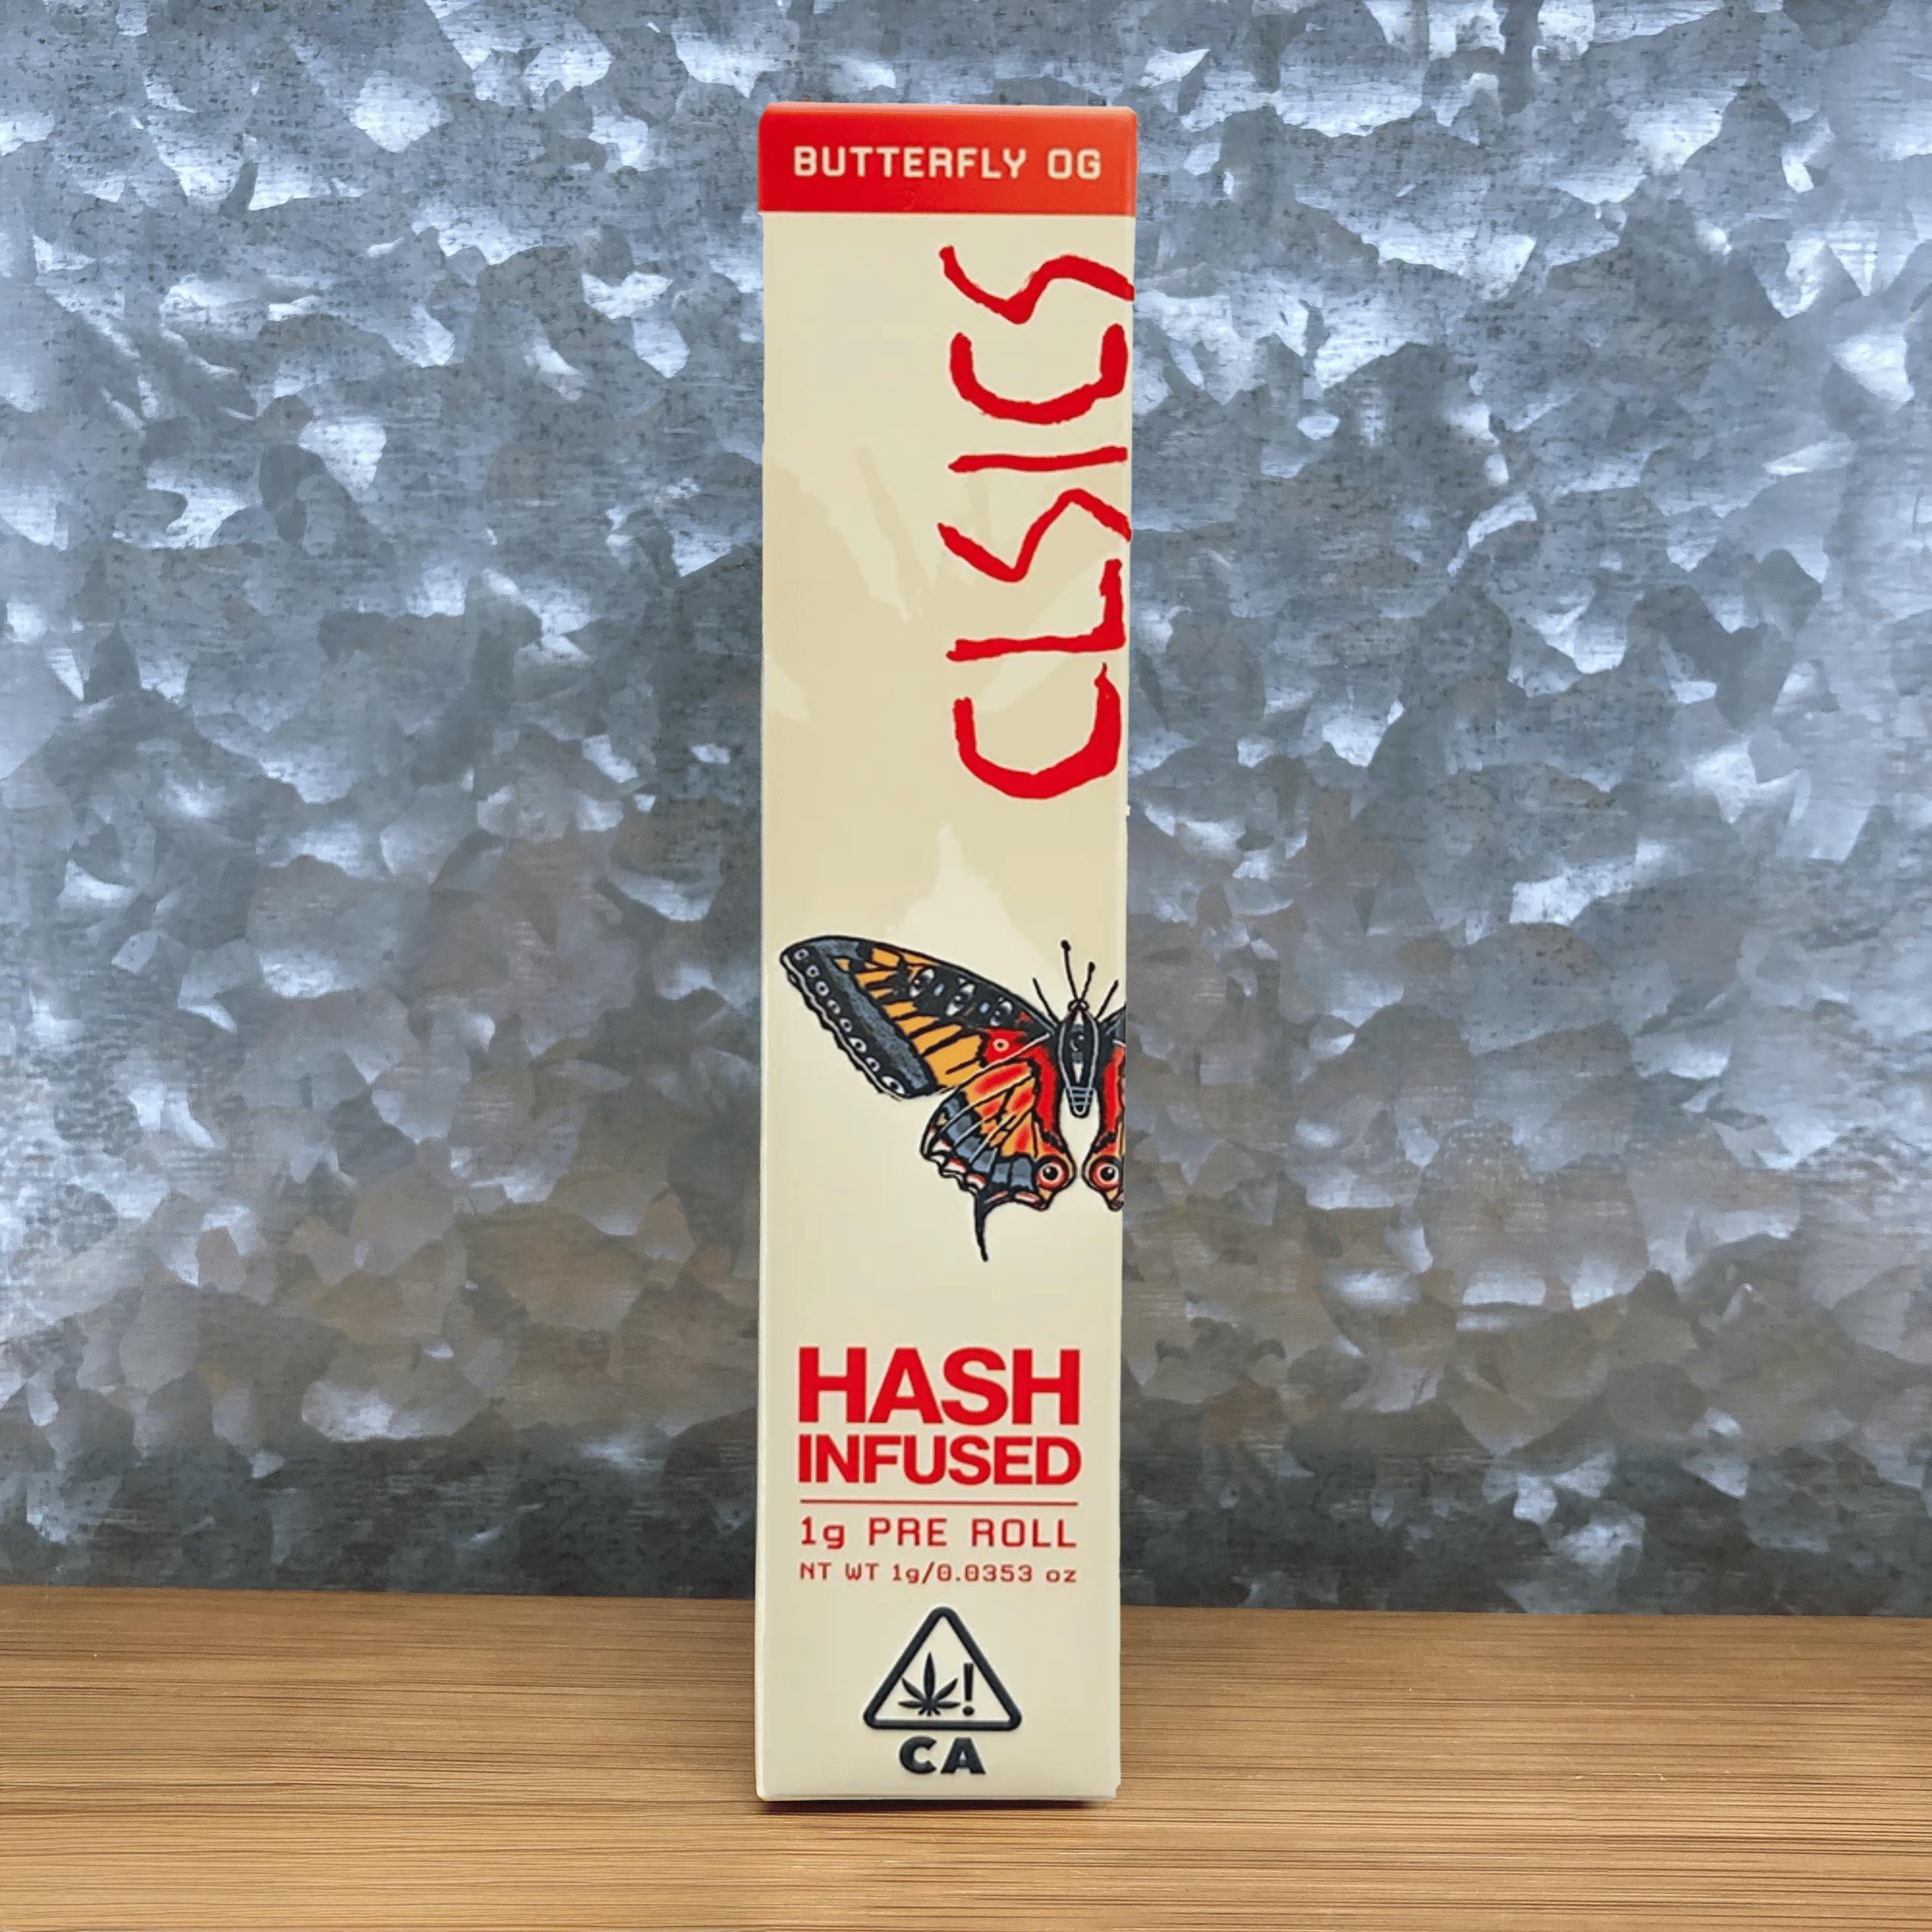 BUTTERFLY OG
CLSICS
HASH
INFUSED
1g PRE ROLL
NT WT 1g/0.0353 oz
!
CA